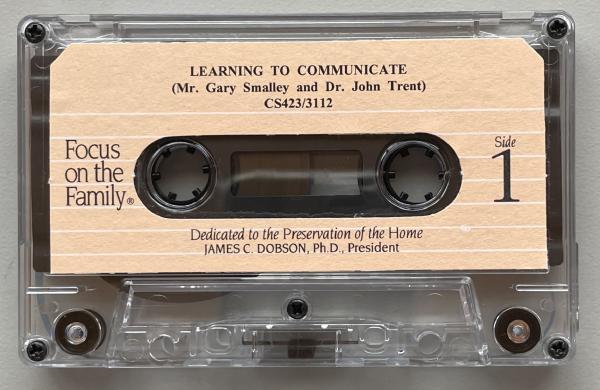 LEARNING TO COMMUNICATE
(Mr. Gary Smalley and Dr. John Trent)
CS423/3112
Focus
on the
Family®
Side
1
Dedicated to the Preservation of the Home
JAMES C. DOBSON, Ph.D., President